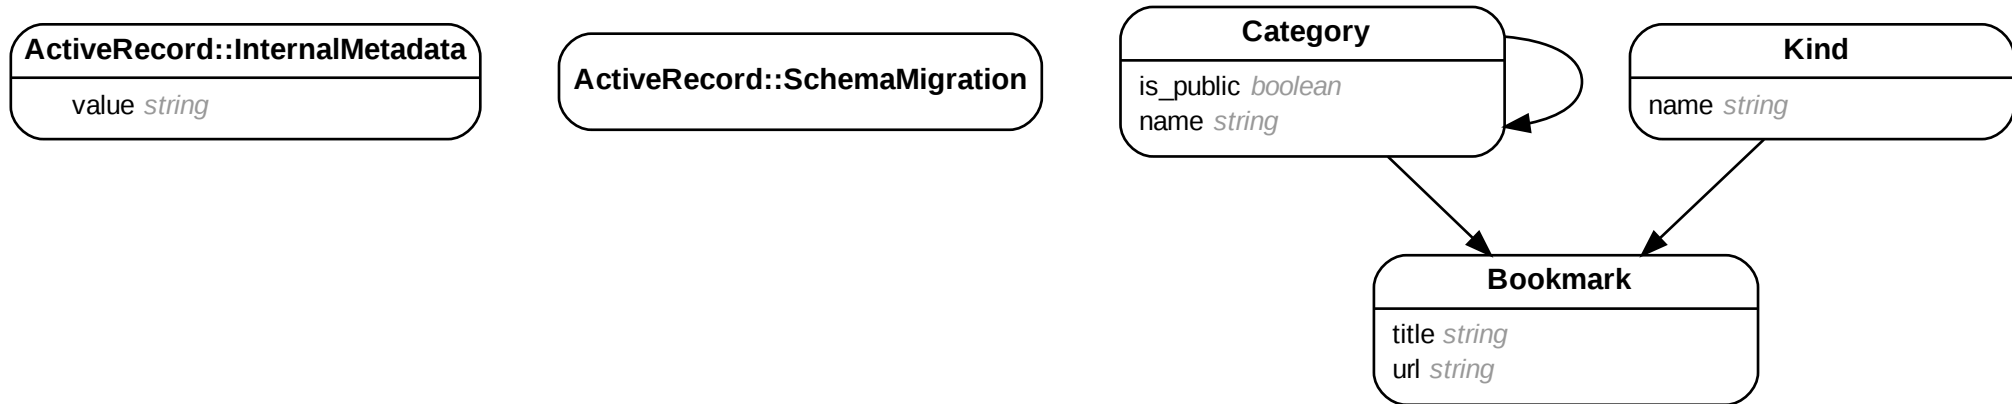 ActiveRecord::InternalMetadata
value string
ActiveRecord::SchemaMigration
Category
is_public boolean
name string
Kind
name string
Bookmark
title string
url string